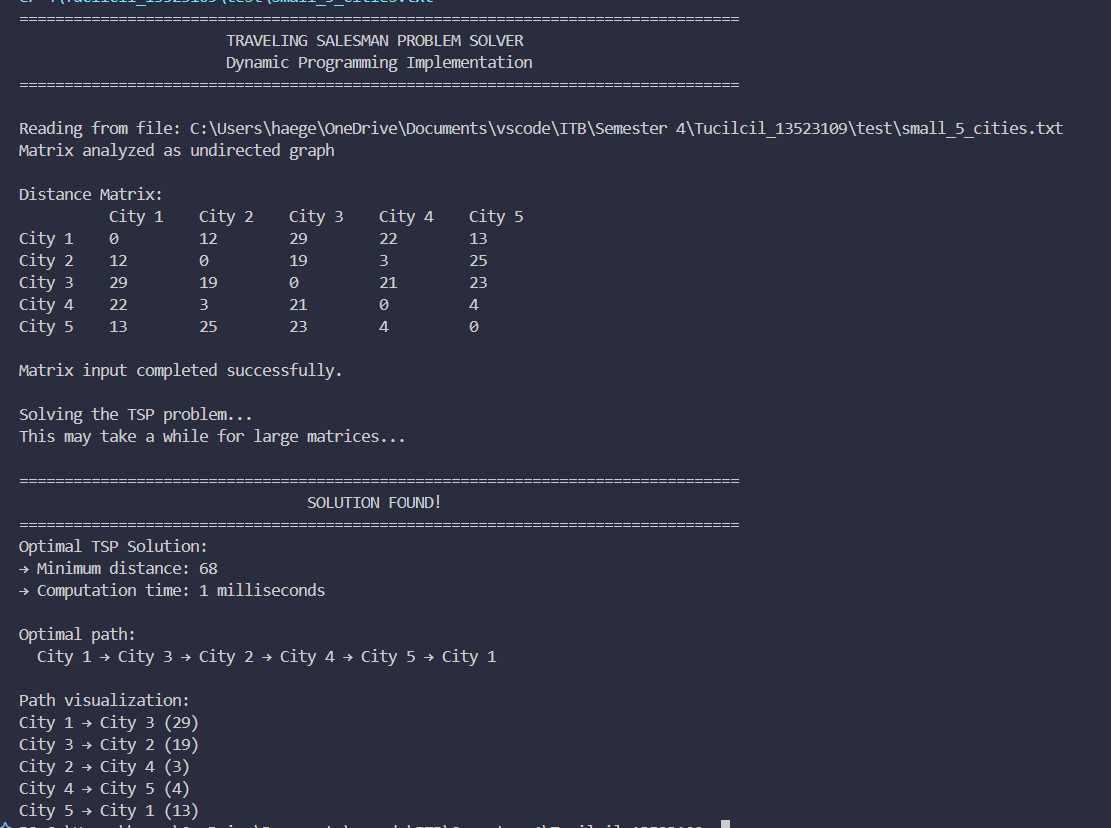 ================================================================================
TRAVELING SALESMAN PROBLEM SOLVER
Dynamic Programming Implementation
================================================================================
Reading from file: C:\Users\haege\OneDrive\Documents\vscode\ITB\Semester 4\Tucilcil_13523109\test\small_5_cities.txt
Matrix analyzed as undirected graph
Distance Matrix:
City 1 City 2 City 3 City 4 City 5
City 1 0 12 29 22 13
City 2 12 0 19 3 25
City 3 29 19 0 21 23
City 4 22 3 21 0 4
City 5 13 25 23 4 0
Matrix input completed successfully.
Solving the TSP problem...
This may take a while for large matrices...
================================================================================
SOLUTION FOUND!
================================================================================
Optimal TSP Solution:
→ Minimum distance: 68
→ Computation time: 1 milliseconds
Optimal path:
City 1 → City 3 → City 2 → City 4 → City 5 → City 1
Path visualization:
City 1 → City 3 (29)
City 3 → City 2 (19)
City 2 → City 4 (3)
City 4 → City 5 (4)
City 5 → City 1 (13)